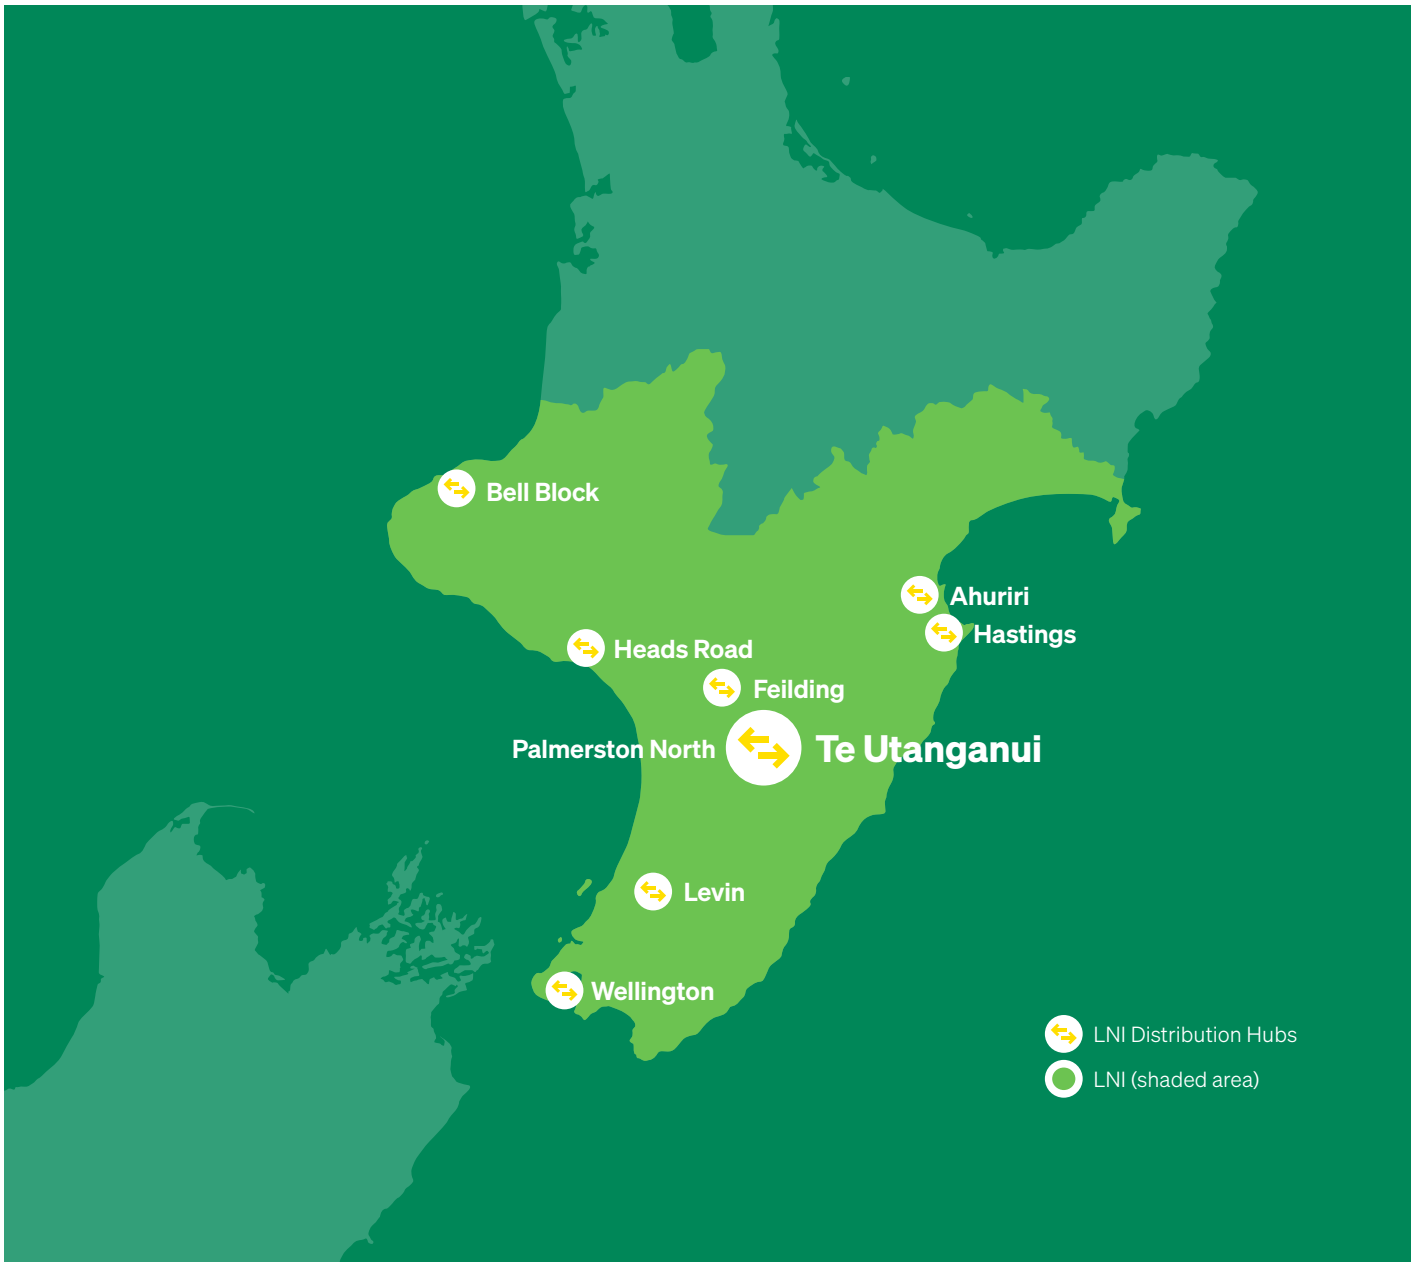 Bell Block
Ahuriri
Hastings
Heads Road
Feilding
Palmerston North
Te Utanganui
Levin
Wellington
LNI Distribution Hubs
LNI (shaded area)